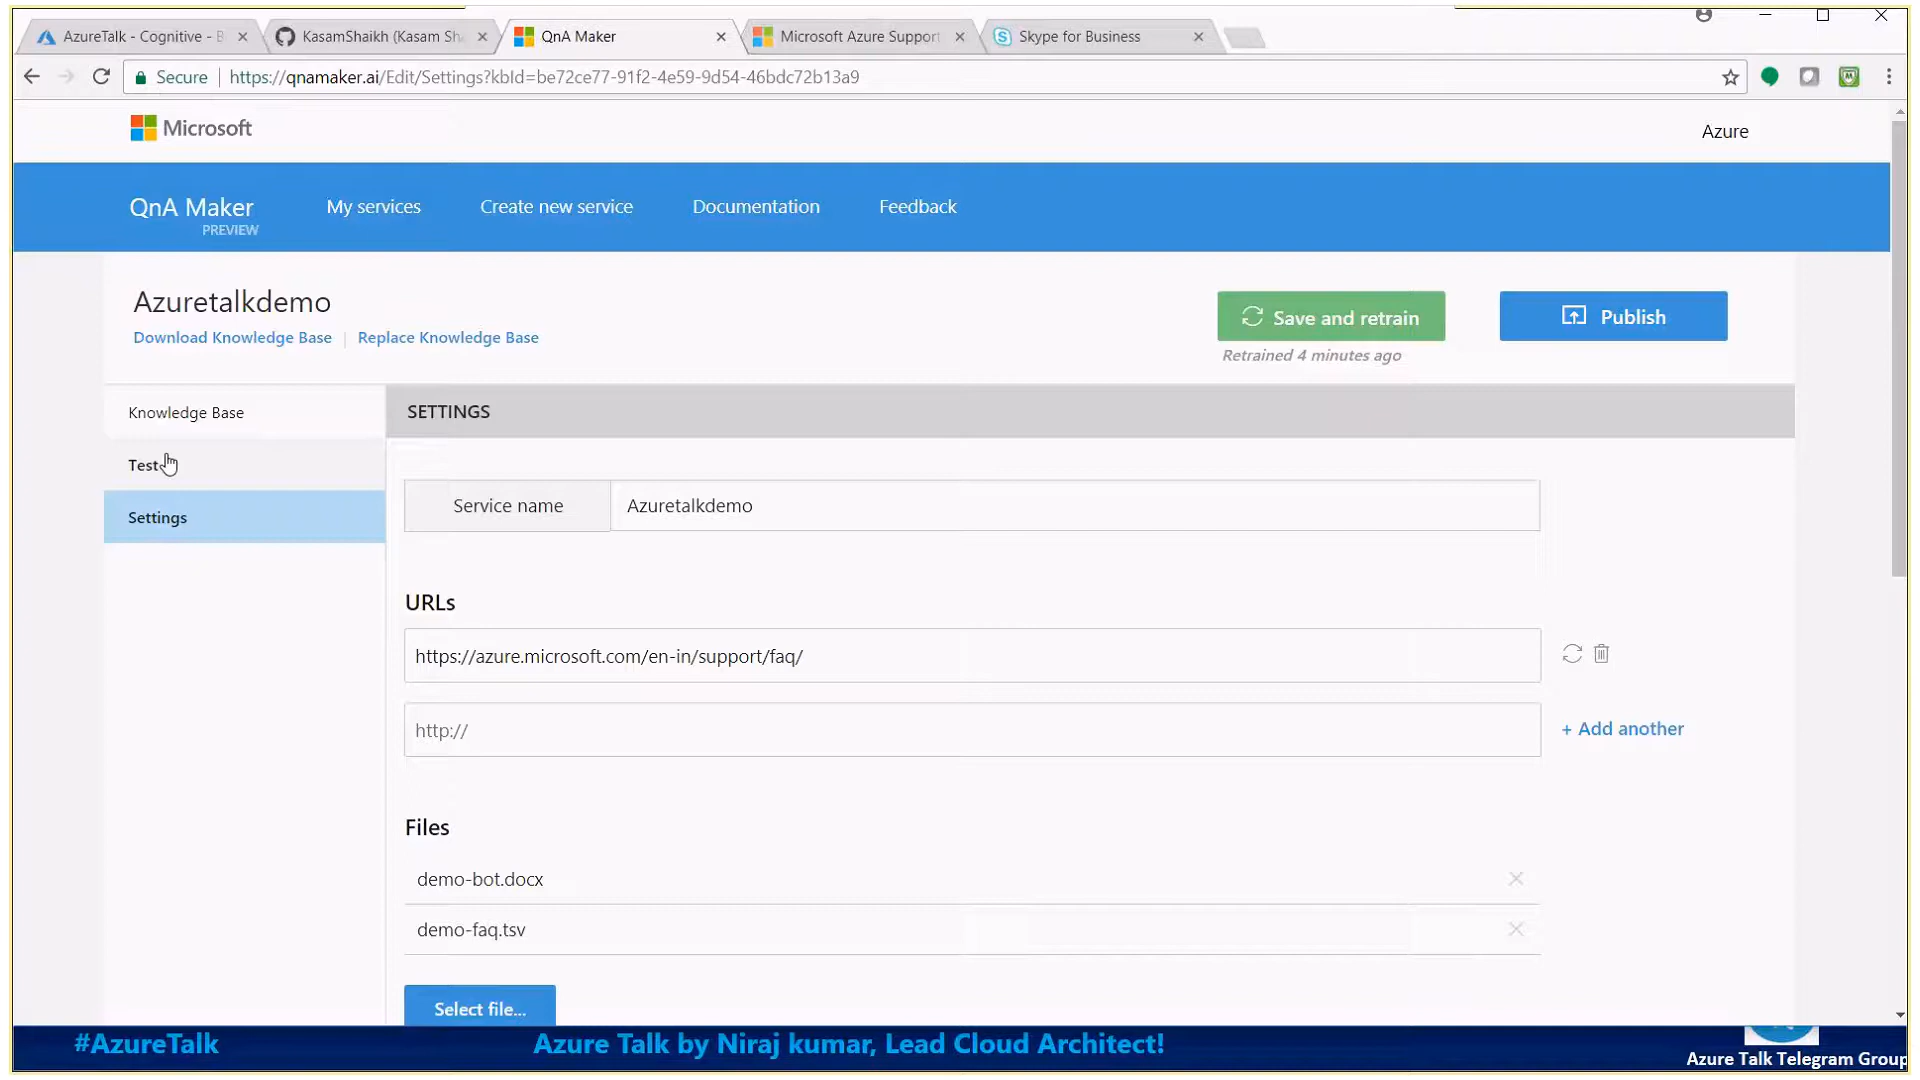 AzureTalk - Cognitive - B
KasamShaikh (Kasam Sh
QnA Maker
Microsoft Azure Support
Skype for Business
Secure
https://qnamaker.ai/Edit/Settings?kbId=be72ce77-91f2-4e59-9d54-46bdc72b13a9
Microsoft
Azure
QnA Maker
PREVIEW
My services
Create new service
Documentation
Feedback
Azuretalkdemo
Download Knowledge Base
Replace Knowledge Base
Save and retrain
Publish
Retrained 4 minutes ago
Knowledge Base
SETTINGS
Test
Settings
Service name
Azuretalkdemo
URLs
https://azure.microsoft.com/en-in/support/faq/
http://
+ Add another
Files
demo-bot.docx
demo-faq.tsv
Select file...
#AzureTalk
Azure Talk by Niraj kumar, Lead Cloud Architect!
Azure Talk Telegram Group